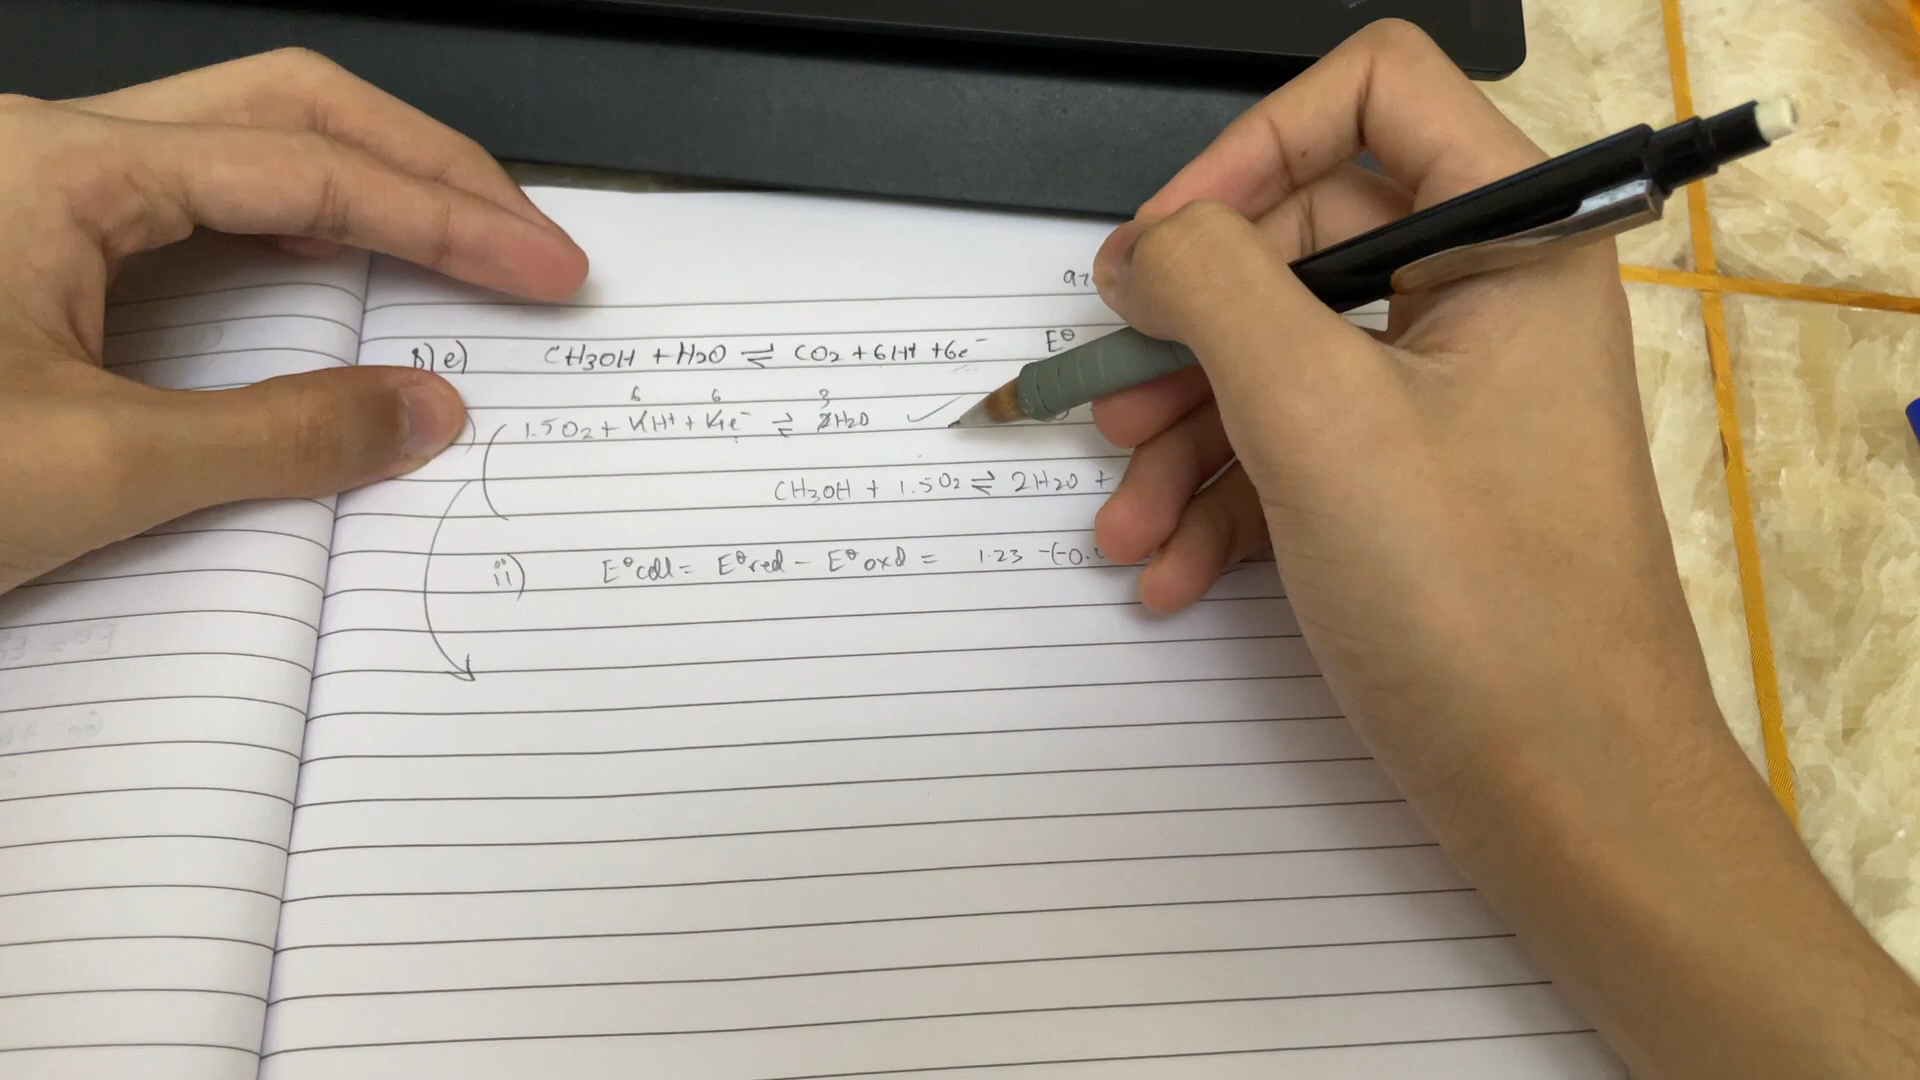 97
B)e) CH3OH + H2O ⇌ CO2 + 6H+ + 6e- E⦵
6 6 3
) 1.5O2 + 4H+ + 4e- ⇌ 2H2O
CH3OH + 1.5O2 ⇌ 2H2O +
ii) E⦵cell = E⦵red - E⦵oxd = 1.23 -(-0.